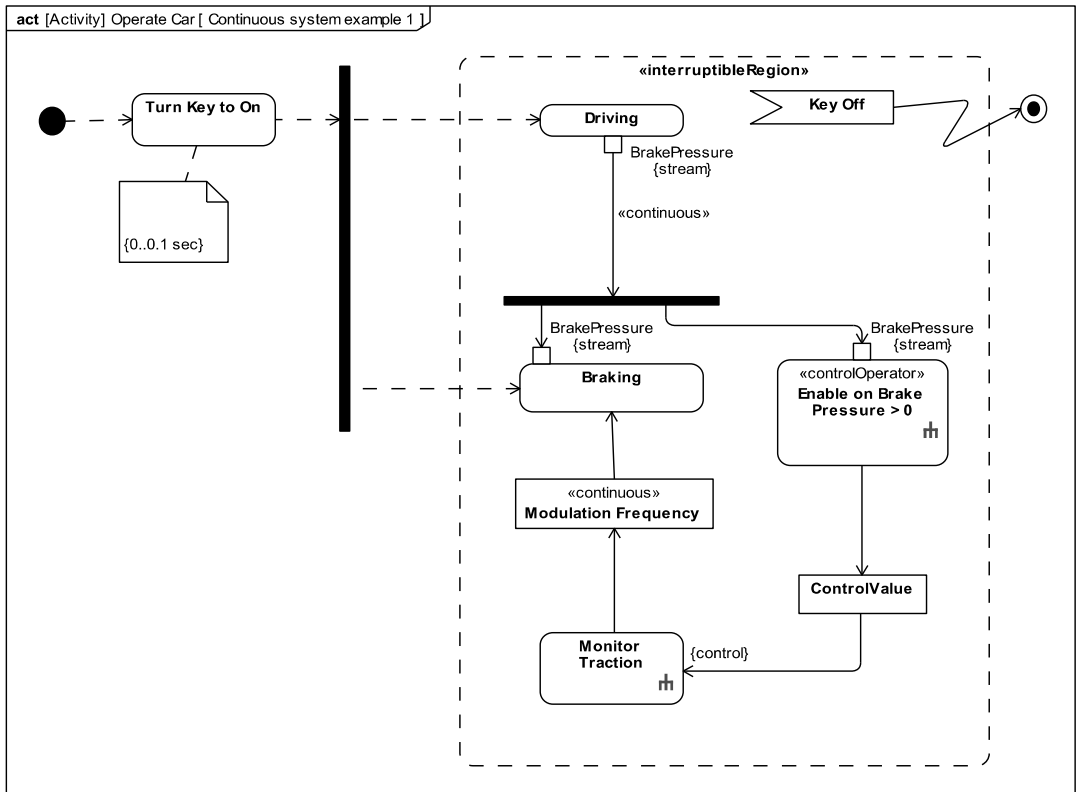 act [Activity] Operate Car [ Continuous system example 1 ]
«interruptibleRegion»
Turn Key to On
Driving
Key Off
BrakePressure
{stream}
«continuous»
{0..0.1 sec}
BrakePressure
{stream}
BrakePressure
{stream}
Braking
«controlOperator»
Enable on Brake
Pressure > 0
«continuous»
Modulation Frequency
ControlValue
Monitor
Traction
{control}